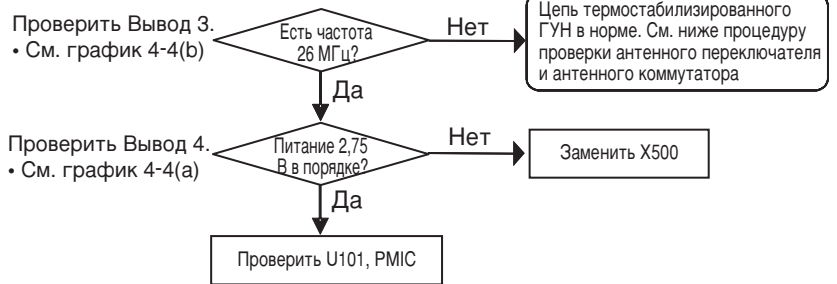 Проверить Вывод 3.
• См. график 4-4(b)
Есть частота
26 МГц?
Нет
Цепь термостабилизированного
ГУН в норме. См. ниже процедуру
проверки антенного переключателя
и антенного коммутатора
Да
Проверить Вывод 4.
• См. график 4-4(a)
Питание 2,75
В в порядке?
Нет
Заменить X500
Да
Проверить U101, PMIC